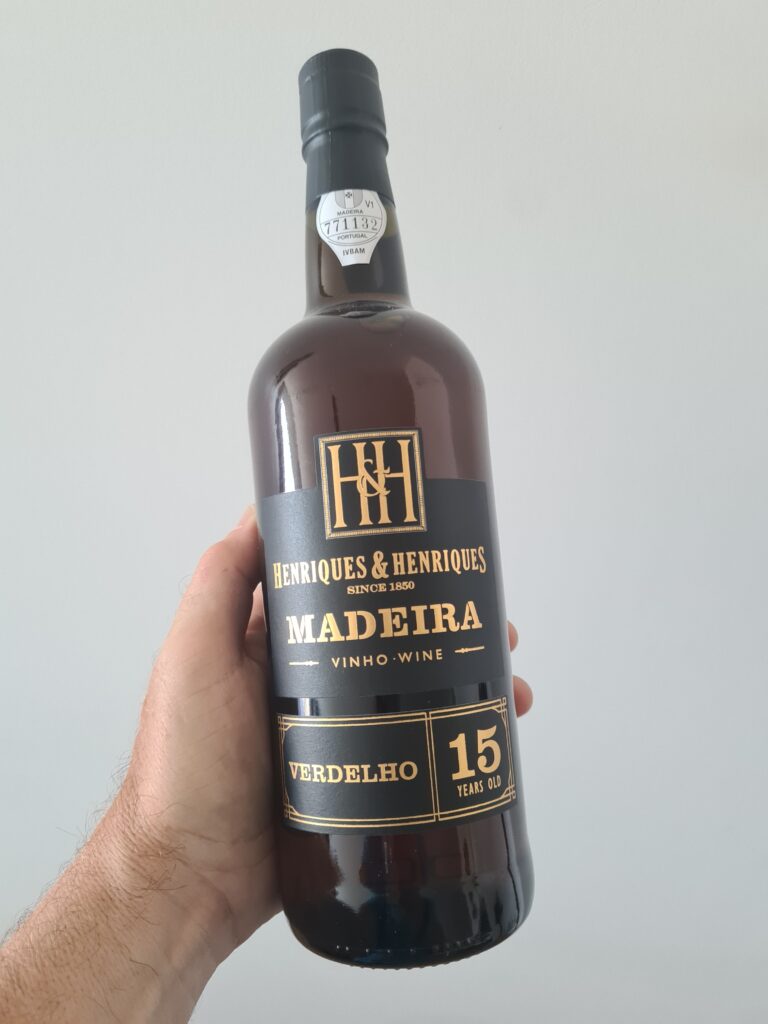 V1
MADEIRA
771132
PORTUGAL
IVBAM
H&H
HENRIQUES & HENRIQUES
SINCE 1850
MADEIRA
VINHO · WINE
VERDELHO
15
YEARS OLD